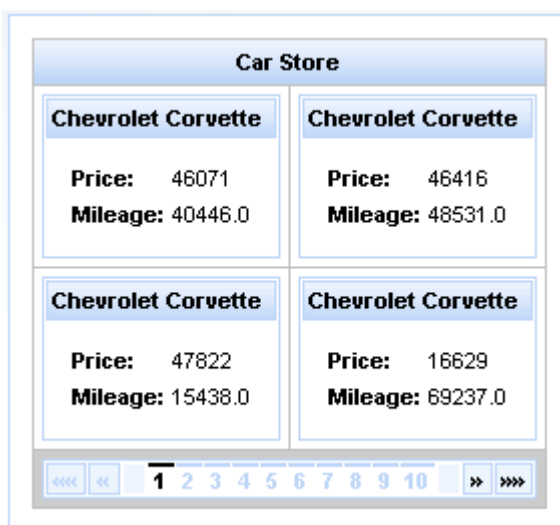 Car Store
Chevrolet Corvette
Price: 46071
Mileage: 40446.0
Chevrolet Corvette
Price: 46416
Mileage: 48531.0
Chevrolet Corvette
Price: 47822
Mileage: 15438.0
Chevrolet Corvette
Price: 16629
Mileage: 69237.0
«« « 1 2 3 4 5 6 7 8 9 10 » »»